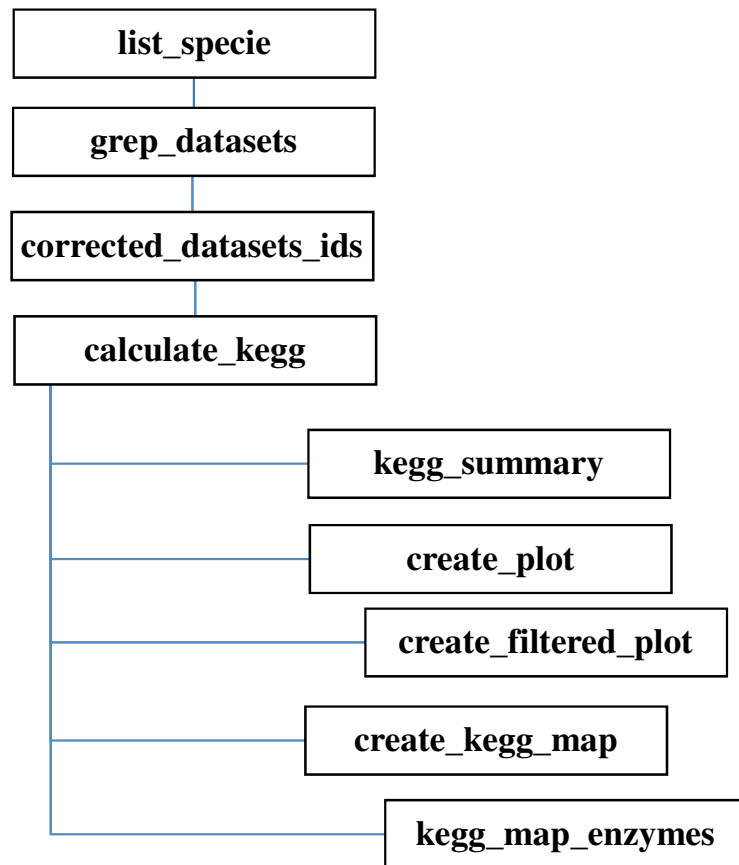 list_specie
grep_datasets
corrected_datasets_ids
calculate_kegg
kegg_summary
create_plot
create_filtered_plot
create_kegg_map
kegg_map_enzymes